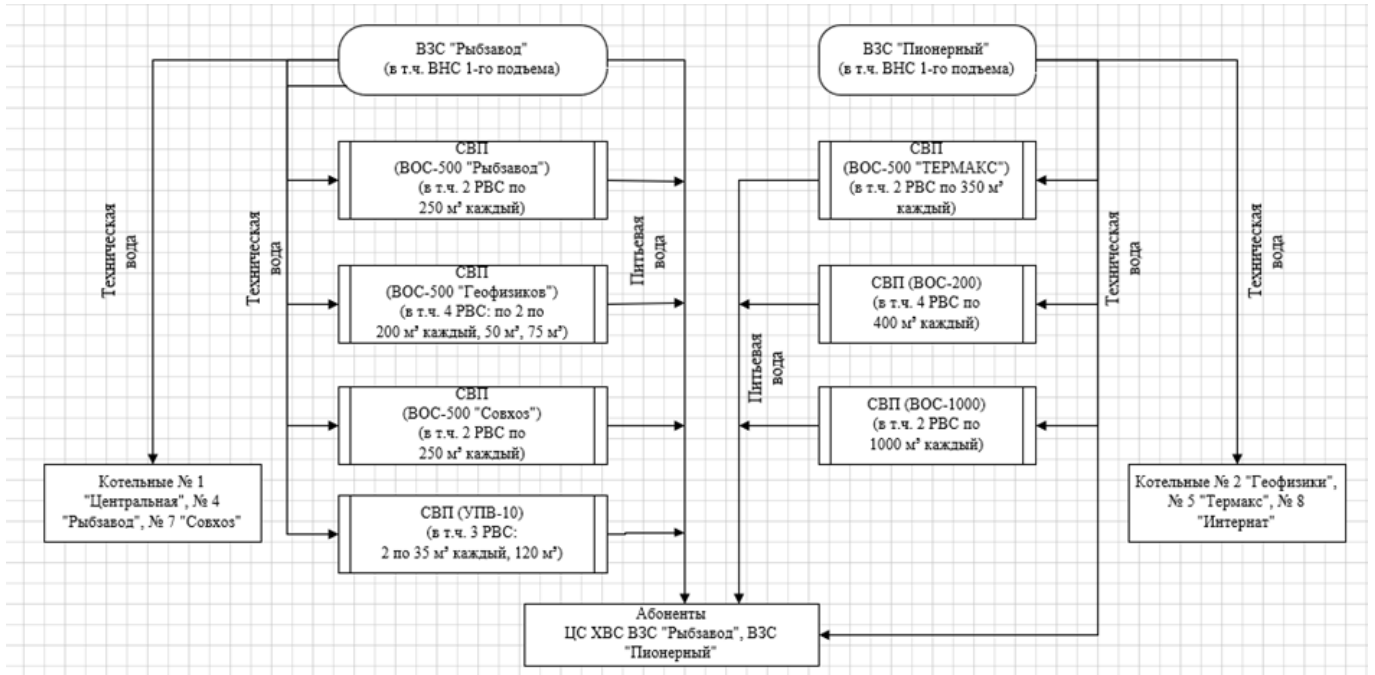 ВЗС "Рыбзавод"
(в т.ч. ВНС 1-го подъема)
ВЗС "Пионерный"
(в т.ч. ВНС 1-го подъема)
СВП
(ВОС-500 "Рыбзавод")
(в т.ч. 2 РВС по
250 м³ каждый)
СВП
(ВОС-500 "ТЕРМАКС")
(в т.ч. 2 РВС по 350 м³
каждый)
Техническая
вода
Техническая
вода
Питьевая
вода
Техническая
вода
Техническая
вода
СВП
(ВОС-500 "Геофизиков")
(в т.ч. 4 РВС: по 2 по
200 м³ каждый, 50 м³, 75 м³)
СВП (ВОС-200)
(в т.ч. 4 РВС по
400 м³ каждый)
Питьевая
вода
СВП
(ВОС-500 "Совхоз")
(в т.ч. 2 РВС по
250 м³ каждый)
СВП (ВОС-1000)
(в т.ч. 2 РВС по
1000 м³ каждый)
Котельные № 1
"Центральная", № 4
"Рыбзавод", № 7 "Совхоз"
Котельные № 2 "Геофизики",
№ 5 "Термакс", № 8
"Интернат"
СВП (УПВ-10)
(в т.ч. 3 РВС:
2 по 35 м³ каждый, 120 м³)
Абоненты
ЦС ХВС ВЗС "Рыбзавод", ВЗС
"Пионерный"